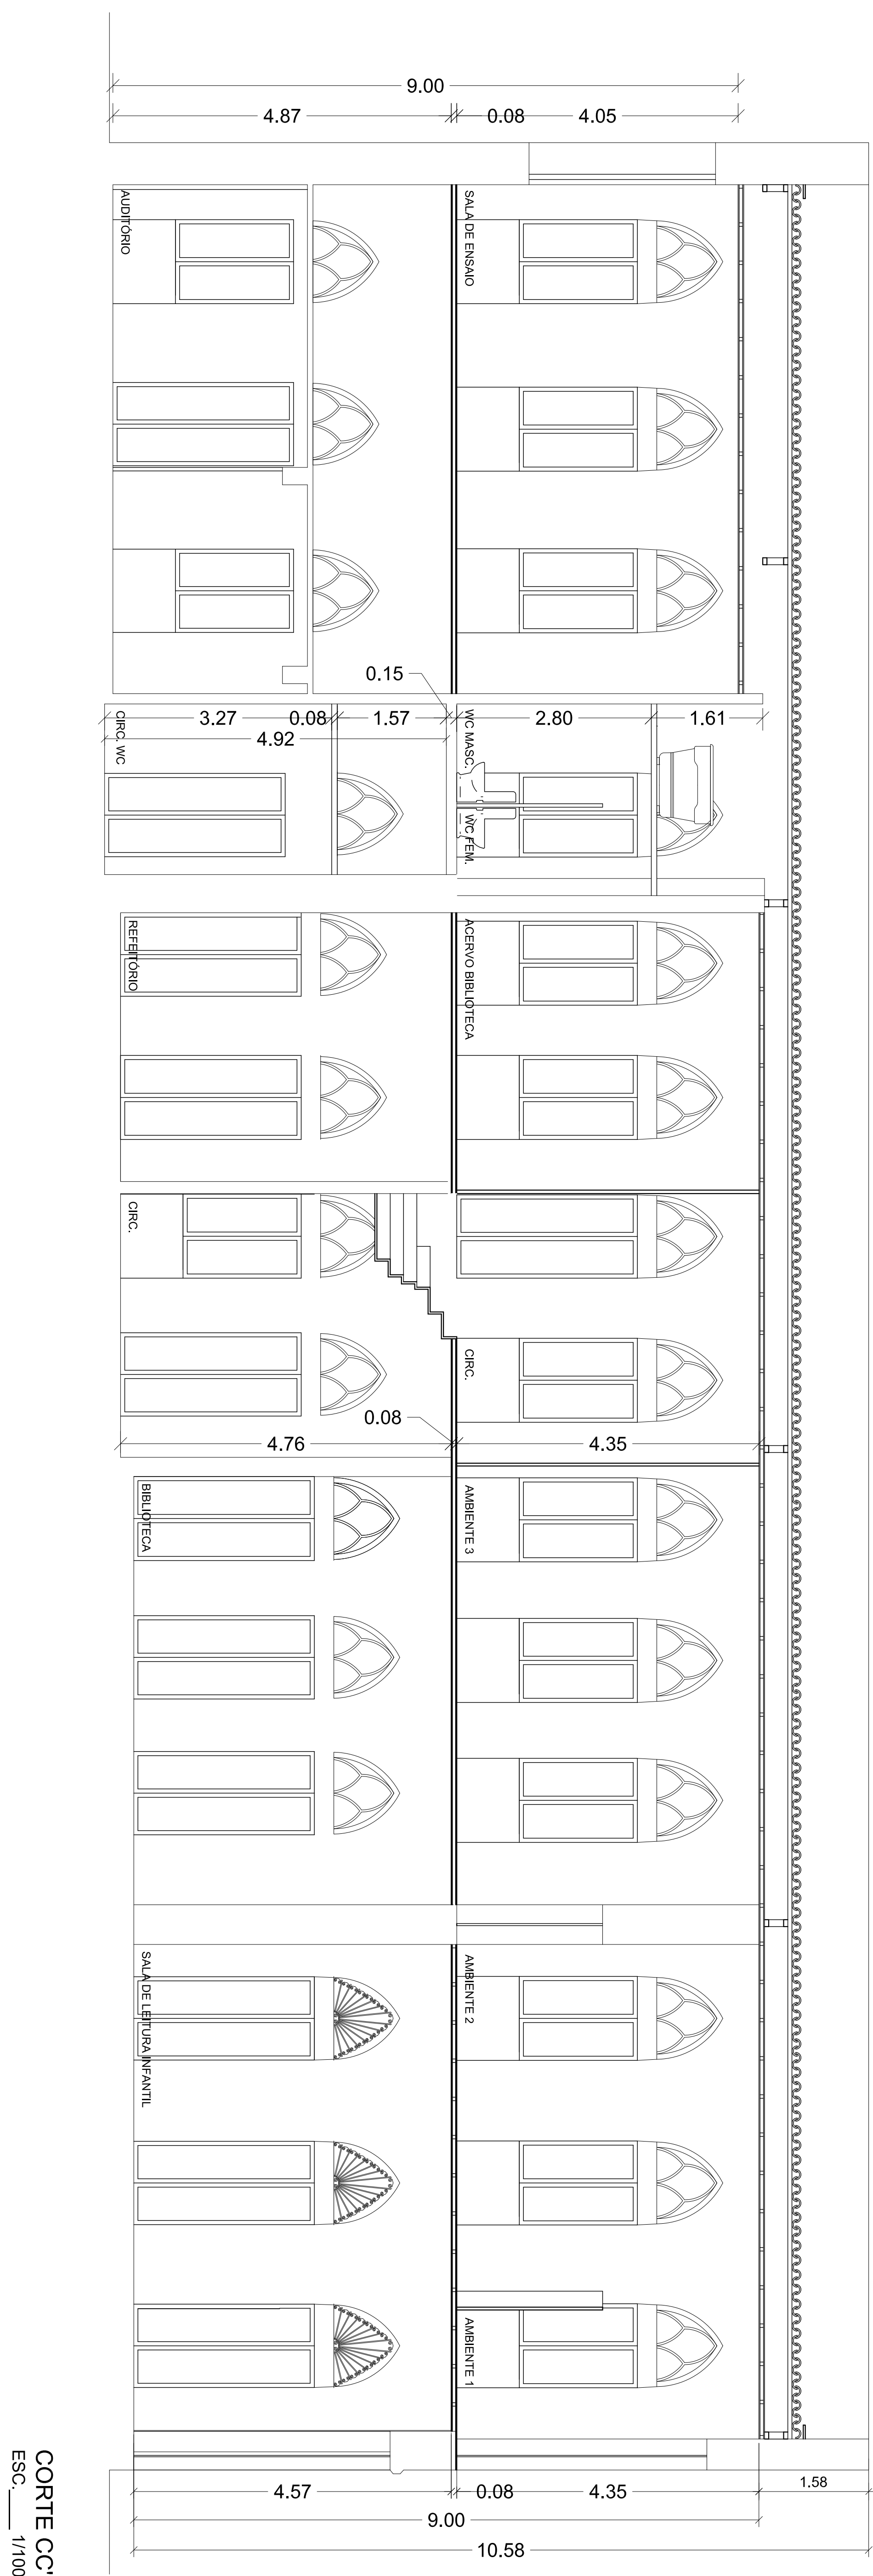 9.00
4.87
0.08
4.05
AUDITÓRIO
SALA DE ENSAIO
0.15
3.27
0.08
1.57
2.80
1.61
4.92
CIRC. WC
WC MASC.
WC FEM.
REFEITÓRIO
ACERVO BIBLIOTECA
CIRC.
CIRC.
0.08
4.76
4.35
BIBLIOTECA
AMBIENTE 3
SALA DE LEITURA INFANTIL
AMBIENTE 2
AMBIENTE 1
4.57
0.08
4.35
1.58
9.00
10.58
CORTE CC'
ESC.____ 1/100